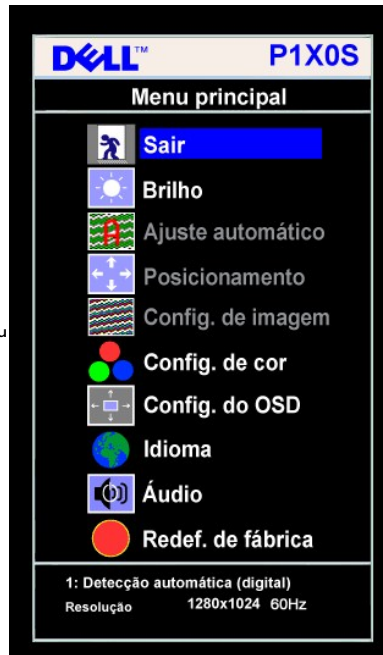 DELL™ P1X0S
Menu principal
Sair
Brilho
Ajuste automático
Posicionamento
Config. de imagem
u
Config. de cor
Config. do OSD
Idioma
Áudio
Redef. de fábrica
1: Detecção automática (digital)
Resolução 1280x1024 60Hz